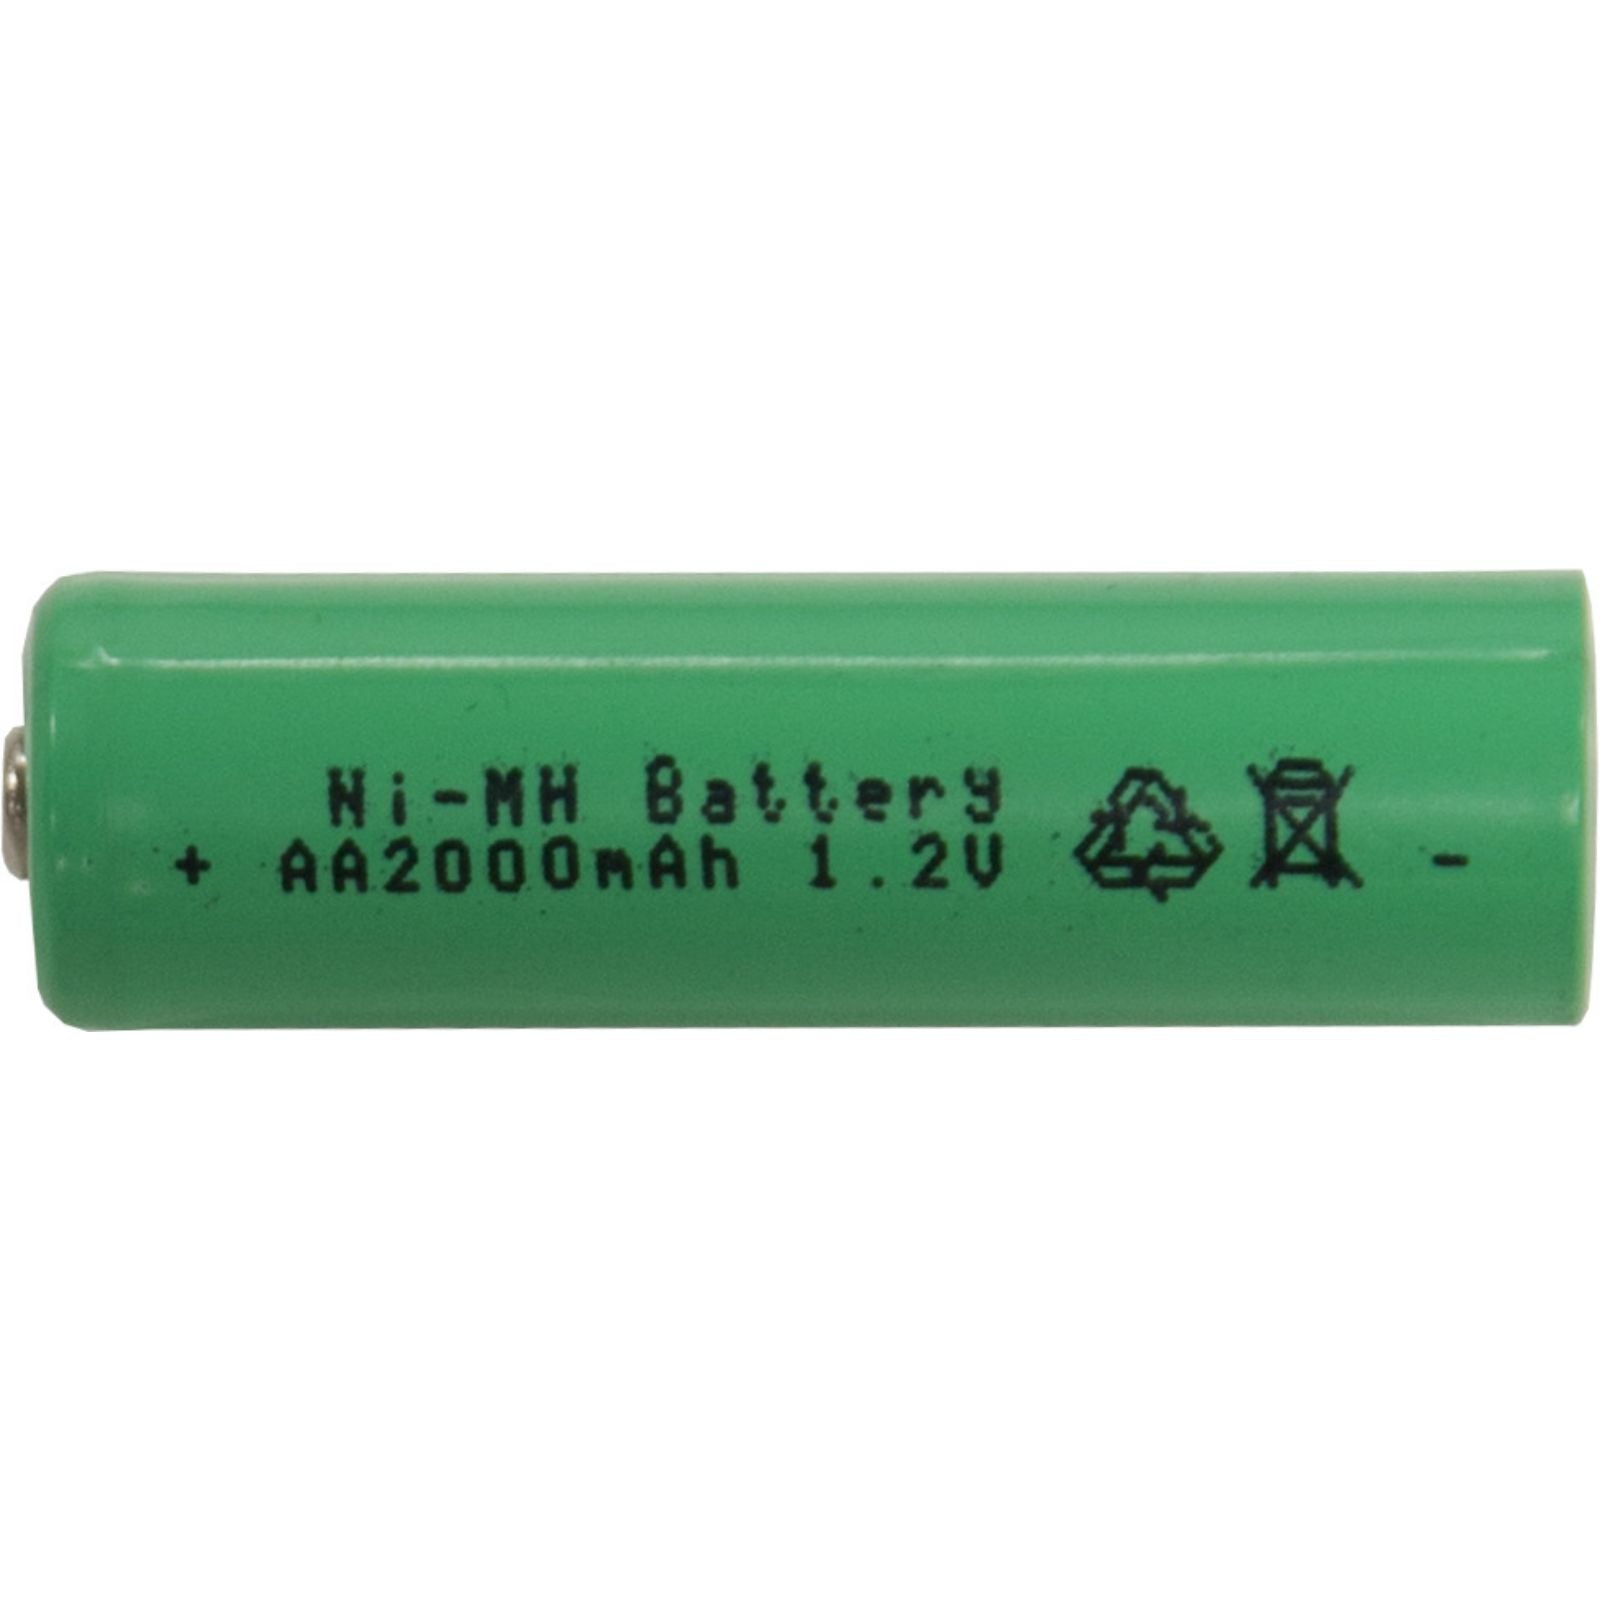 Ni-MH Battery
+ AA2000mAh 1.2V -